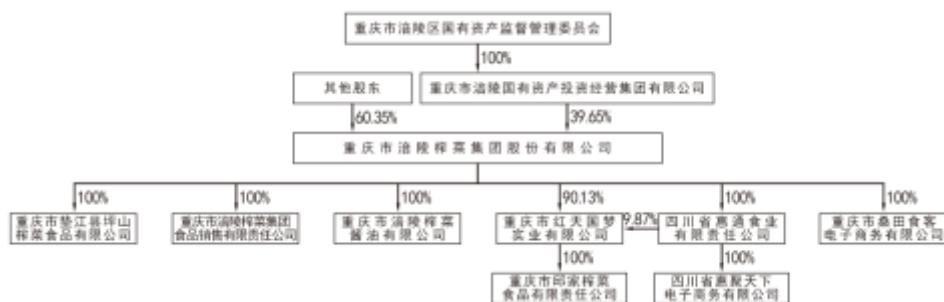 重庆市涪陵区国有资产监督管理委员会
100%
其他股东
重庆市涪陵国有资产投资经营集团有限公司
60.35%
39.65%
重庆市涪陵榨菜集团股份有限公司
100%
100%
100%
90.13%
100%
100%
重庆市垫江县坪山
榨菜食品有限公司
重庆市涪陵榨菜集团
食品销售有限责任公司
重庆市涪陵榨菜
酱油有限公司
重庆市红天国梦
实业有限公司
9.87%
四川省惠通食业
有限责任公司
重庆市桑田食客
电子商务有限公司
100%
100%
重庆市邱家榨菜
食品有限责任公司
四川省惠聚天下
电子商务有限公司